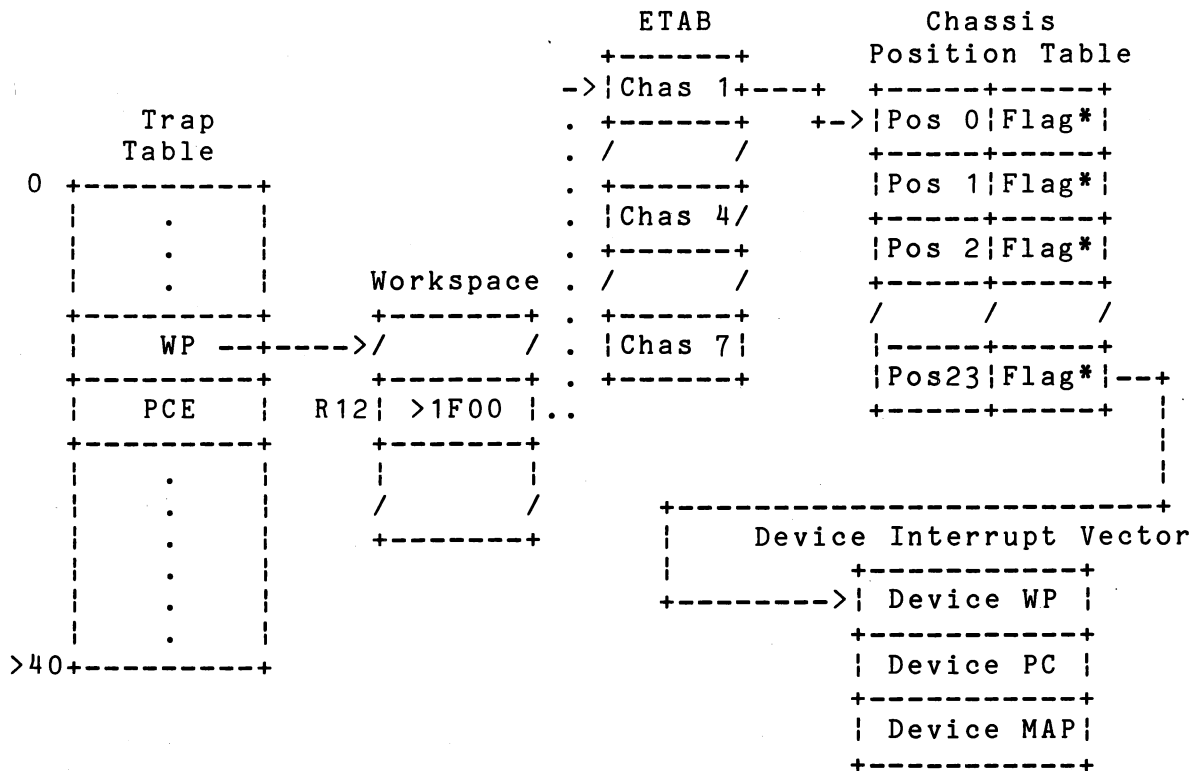 ETAB Chassis
+------+ Position Table
->¦Chas 1+----+ +-----+-----+
Trap . +------+ +->¦Pos 0¦Flag*¦
Table . / / +-----+-----+
0 +----------+ . +------+ ¦Pos 1¦Flag*¦
¦ . ¦ . ¦Chas 4/ +-----+-----+
¦ . ¦ . +------+ ¦Pos 2¦Flag*¦
¦ . ¦ Workspace . / / +-----+-----+
+----------+ +--------+ . +------+ / / /
¦ WP --+---->/ / . ¦Chas 7¦ ¦-----+-----+
+----------+ +--------+ . +------+ ¦Pos23¦Flag*¦--+
¦ PCE ¦ R12¦ >1F00 ¦.. +-----+-----+ ¦
+----------+ +--------+ ¦
¦ . ¦ ¦ ¦ ¦
¦ . ¦ / / +---------------------------+
¦ . ¦ +--------+ ¦ Device Interrupt Vector
¦ . ¦ ¦ +-----------+
¦ . ¦ +--------->¦ Device WP ¦
¦ . ¦ +-----------+
>40+----------+ ¦ Device PC ¦
+-----------+
¦ Device MAP¦
+-----------+